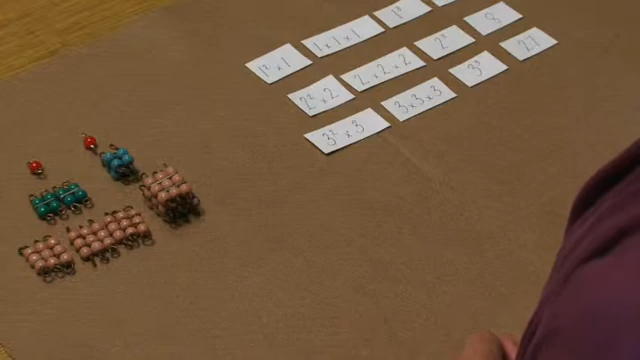 1² x 1
1 x 1 x 1
1³
2² x 2
2 x 2 x 2
2³
8
3² x 3
3 x 3 x 3
3³
27